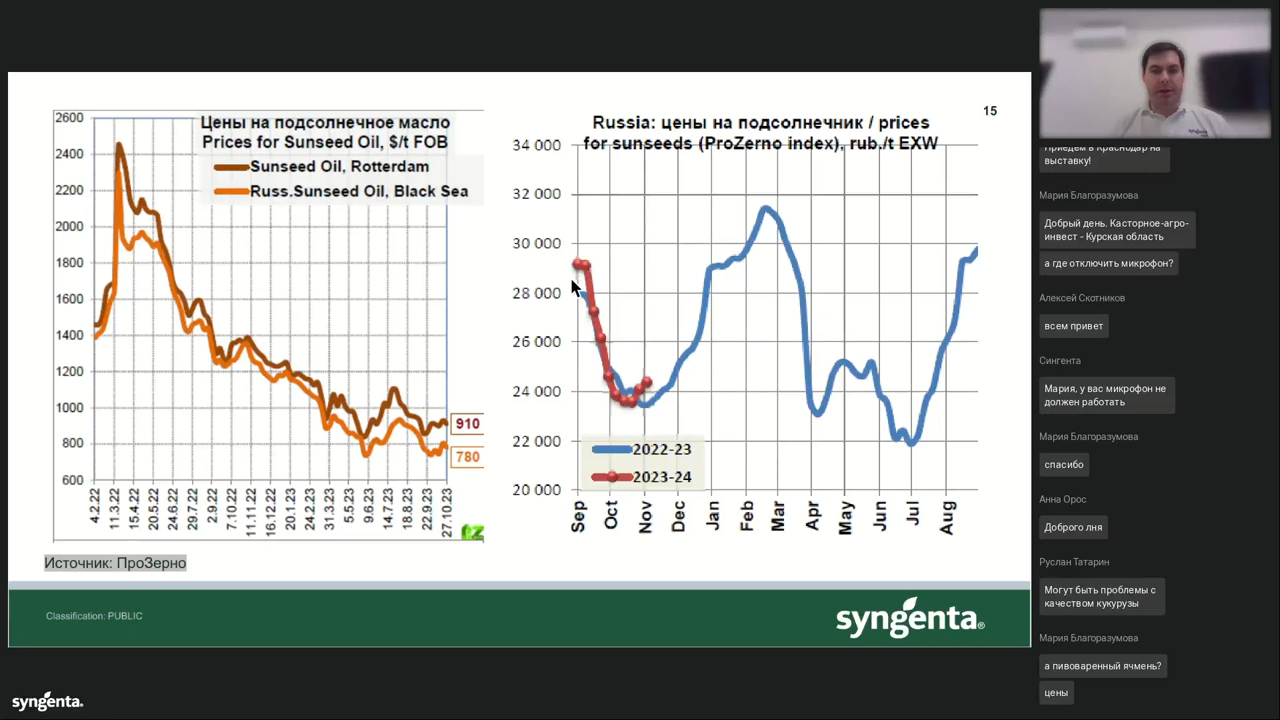 15
Цены на подсолнечное масло
Prices for Sunseed Oil, $/t FOB
Sunseed Oil, Rotterdam
Russ.Sunseed Oil, Black Sea
2600
2400
2200
2000
1800
1600
1400
1200
1000
800
600
910
780
4.2.22
11.3.22
15.4.22
20.5.22
24.6.22
29.7.22
2.9.22
7.10.22
11.11.22
16.12.22
20.1.23
24.2.23
31.3.23
5.5.23
9.6.23
14.7.23
18.8.23
22.9.23
27.10.23
Russia: цены на подсолнечник / prices
for sunseeds (ProZerno index), rub./t EXW
34 000
32 000
30 000
28 000
26 000
24 000
22 000
20 000
2022-23
2023-24
Sep
Oct
Nov
Dec
Jan
Feb
Mar
Apr
May
Jun
Jul
Aug
Источник: ПроЗерно
Classification: PUBLIC
syngenta®
syngenta.
Приедем в Краснодар на
выставку!
Мария Благоразумова
Добрый день. Касторное-агро-
инвест - Курская область
а где отключить микрофон?
Алексей Скотников
всем привет
Сингента
Мария, у вас микрофон не
должен работать
Мария Благоразумова
спасибо
Анна Орос
Доброго лня
Руслан Татарин
Могут быть проблемы с
качеством кукурузы
Мария Благоразумова
а пивоваренный ячмень?
цены